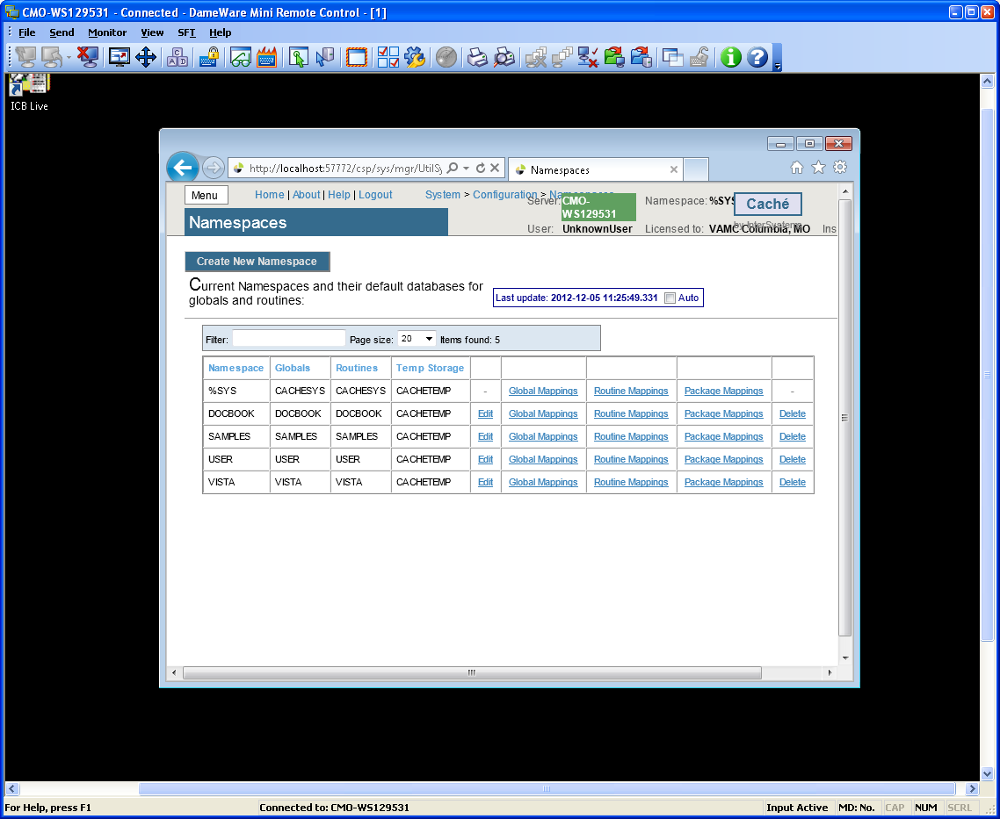 CMO-WS129531 - Connected - DameWare Mini Remote Control - [1]
File Send Monitor View SFT Help
ICB Live
http://localhost:57772/csp/sys/mgr/UtilSy
Namespaces
Menu
Home | About | Help | Logout
System > Configuration > Namespaces
Server: CMO-WS129531
Namespace: %SYS
Caché
by InterSystems
Namespaces
User: UnknownUser
Licensed to: VAMC Columbia, MO
Ins
Create New Namespace
Current Namespaces and their default databases for
globals and routines:
Last update: 2012-12-05 11:25:49.331 Auto
Filter: Page size: 20 Items found: 5
Namespace Globals Routines Temp Storage
%SYS CACHESYS CACHESYS CACHETEMP - Global Mappings Routine Mappings Package Mappings -
DOCBOOK DOCBOOK DOCBOOK CACHETEMP Edit Global Mappings Routine Mappings Package Mappings Delete
SAMPLES SAMPLES SAMPLES CACHETEMP Edit Global Mappings Routine Mappings Package Mappings Delete
USER USER USER CACHETEMP Edit Global Mappings Routine Mappings Package Mappings Delete
VISTA VISTA VISTA CACHETEMP Edit Global Mappings Routine Mappings Package Mappings Delete
For Help, press F1
Connected to: CMO-WS129531
Input Active MD: No. CAP NUM SCRL